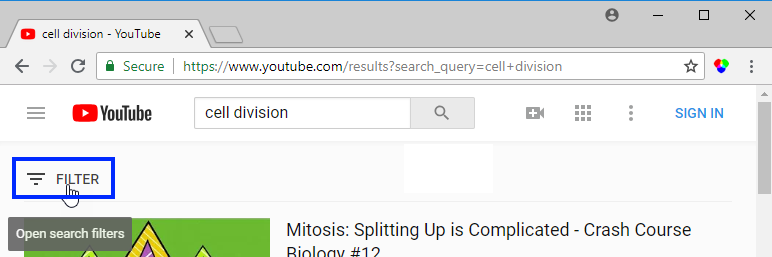 cell division - YouTube
Secure https://www.youtube.com/results?search_query=cell+division
YouTube
cell division
SIGN IN
FILTER
Open search filters
Mitosis: Splitting Up is Complicated - Crash Course
Biology #12